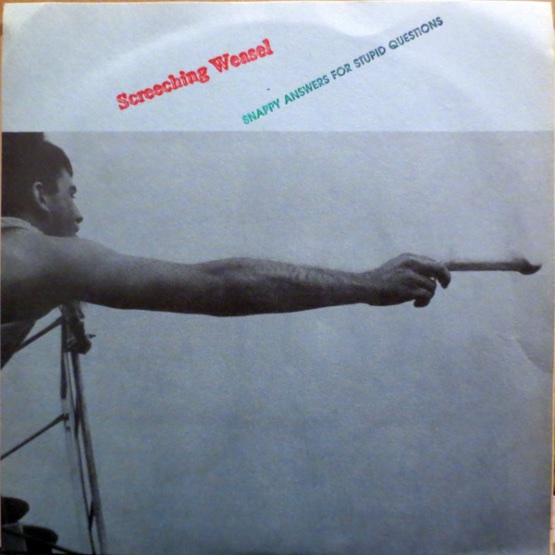 Screeching Weasel
SNAPPY ANSWERS FOR STUPID QUESTIONS